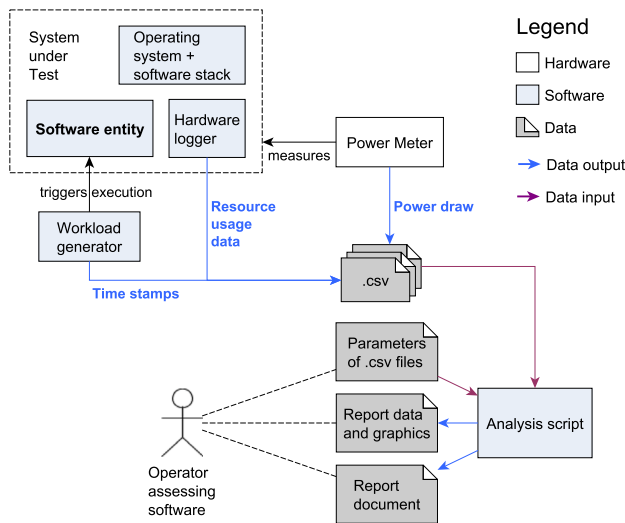 System
under
Test
Operating
system +
software stack
Software entity
Hardware
logger
Power Meter
measures
triggers execution
Workload
generator
Resource
usage
data
Power draw
Time stamps
.csv
Parameters
of .csv files
Report data
and graphics
Report
document
Analysis script
Operator
assessing
software
Legend
Hardware
Software
Data
Data output
Data input